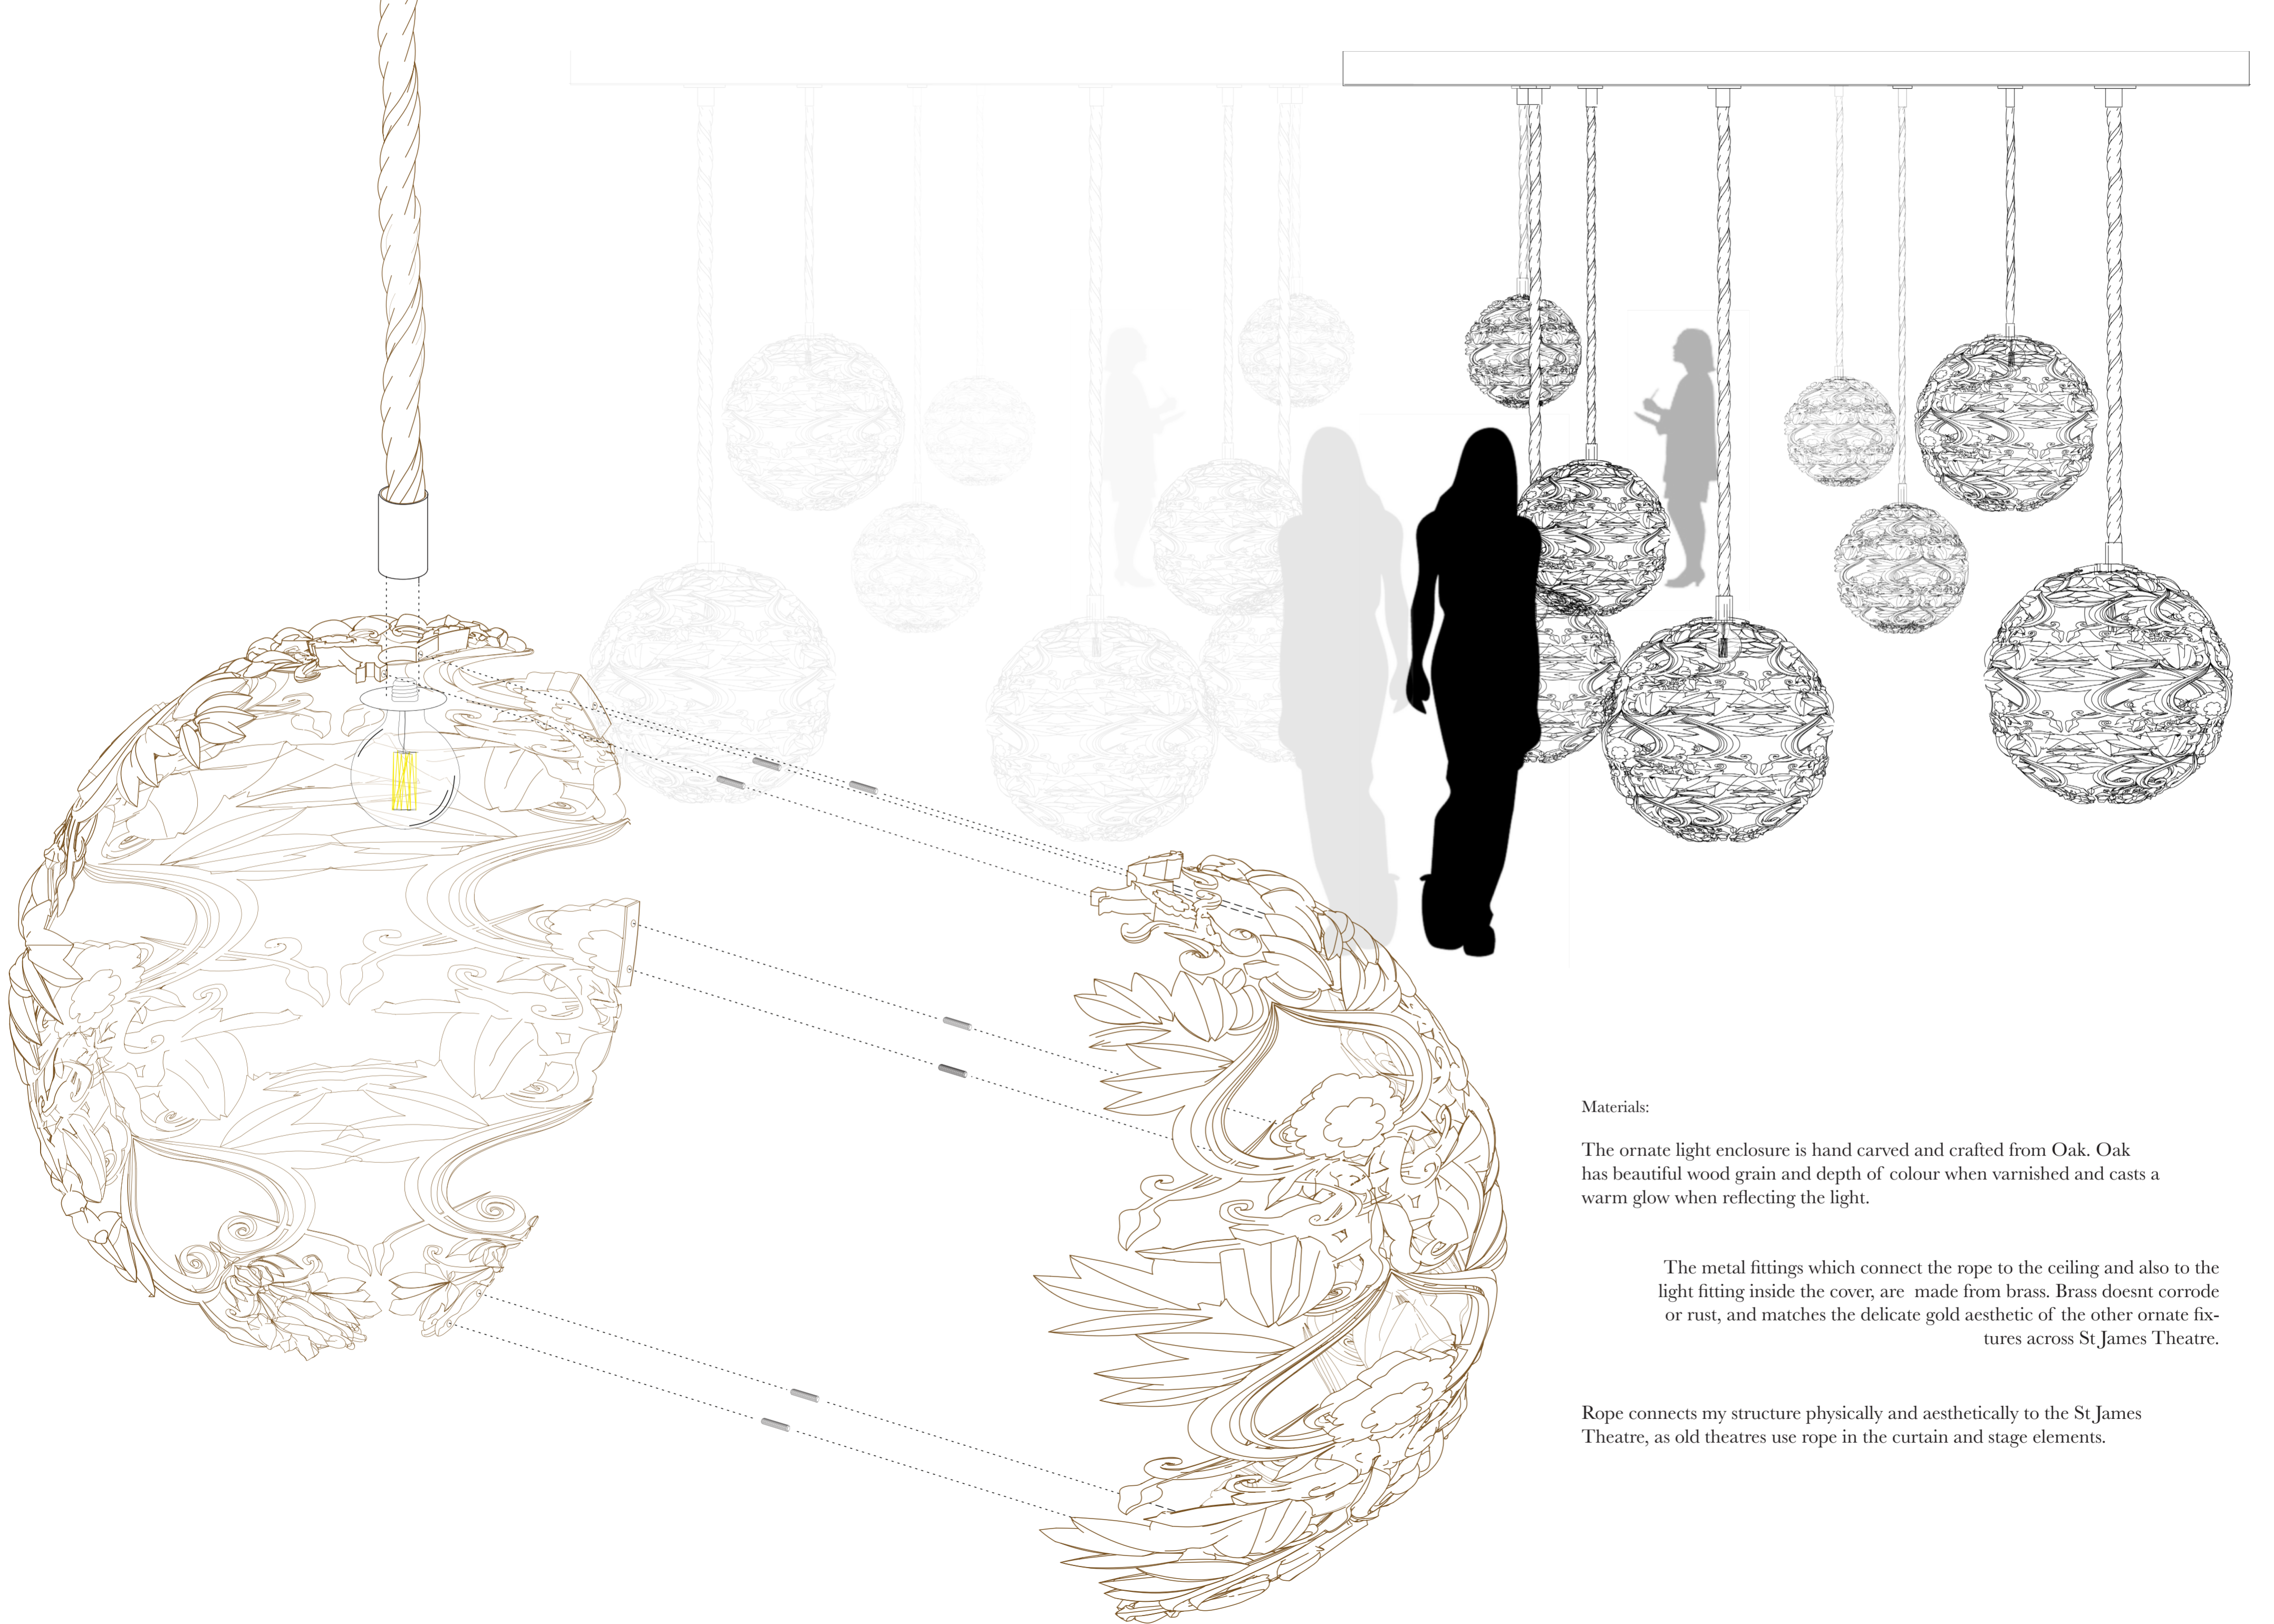 Materials:
The ornate light enclosure is hand carved and crafted from Oak. Oak
has beautiful wood grain and depth of colour when varnished and casts a
warm glow when reflecting the light.
The metal fittings which connect the rope to the ceiling and also to the
light fitting inside the cover, are  made from brass. Brass doesnt corrode
or rust, and matches the delicate gold aesthetic of the other ornate fix-
tures across St James Theatre.
Rope connects my structure physically and aesthetically to the St James
Theatre, as old theatres use rope in the curtain and stage elements.